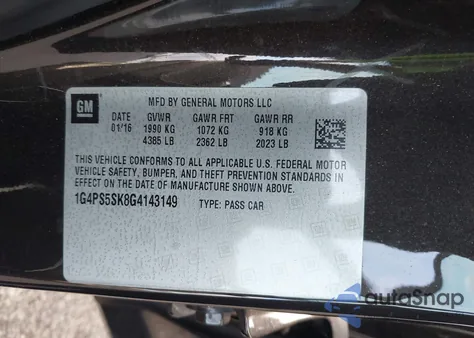 GM
MFD BY GENERAL MOTORS LLC
DATE GVWR GAWR FRT GAWR RR
01/16 1990 KG 1072 KG 918 KG
4385 LB 2362 LB 2023 LB
THIS VEHICLE CONFORMS TO ALL APPLICABLE U.S. FEDERAL MOTOR
VEHICLE SAFETY, BUMPER, AND THEFT PREVENTION STANDARDS IN
EFFECT ON THE DATE OF MANUFACTURE SHOWN ABOVE.
1G4PS5SK8G4143149 TYPE: PASS CAR
autoSnap